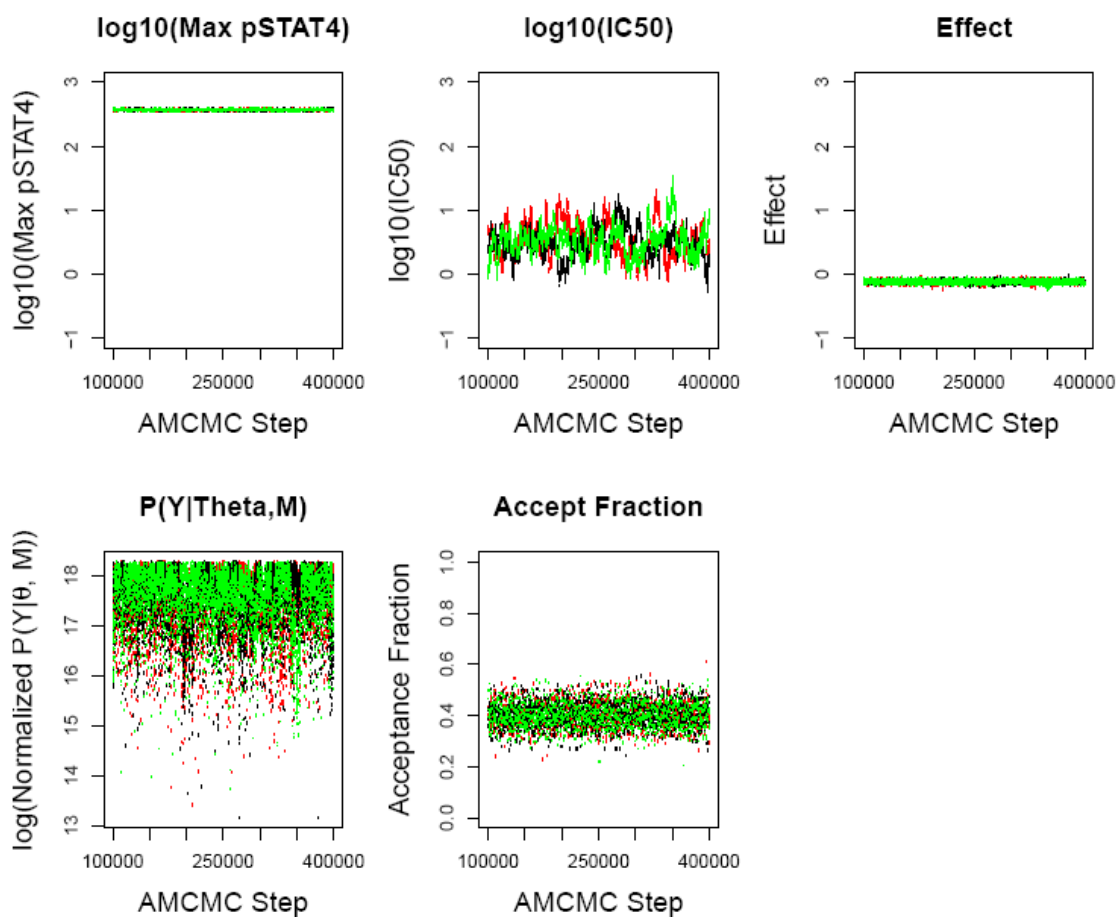 log10(Max pSTAT4)
log10(Max pSTAT4)
3
2
1
0
−1
100000 250000 400000
AMCMC Step
log10(IC50)
log10(IC50)
3
2
1
0
−1
100000 250000 400000
AMCMC Step
Effect
Effect
3
2
1
0
−1
100000 250000 400000
AMCMC Step
P(Y|Theta,M)
log(Normalized P(Y|θ, M))
18
17
16
15
14
13
100000 250000 400000
AMCMC Step
Accept Fraction
Acceptance Fraction
1.0
0.8
0.6
0.4
0.2
0.0
100000 250000 400000
AMCMC Step